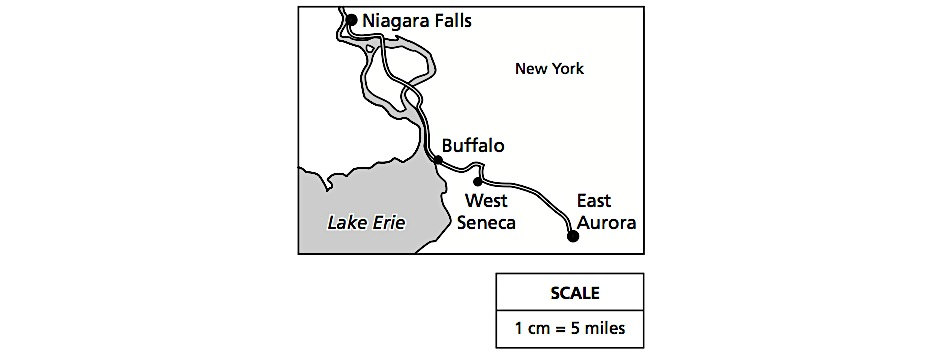 Niagara Falls
New York
Buffalo
West
Seneca
East
Aurora
Lake Erie
SCALE
1 cm = 5 miles